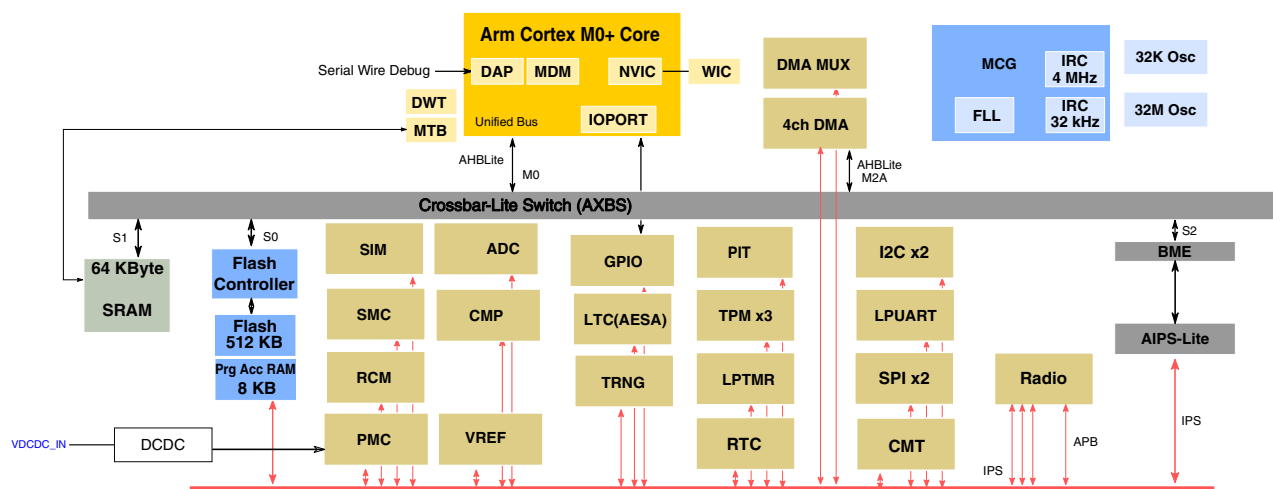 Arm Cortex M0+ Core
Serial Wire Debug
DAP
MDM
NVIC
WIC
DWT
MTB
Unified Bus
IOPORT
DMA MUX
4ch DMA
MCG
IRC
4 MHz
FLL
IRC
32 kHz
32K Osc
32M Osc
AHBLite
M0
AHBLite
M2A
Crossbar-Lite Switch (AXBS)
S1
S0
S2
64 KByte
SRAM
Flash
Controller
Flash
512 KB
Prg Acc RAM
8 KB
SIM
SMC
RCM
PMC
ADC
CMP
VREF
GPIO
LTC(AESA)
TRNG
PIT
TPM x3
LPTMR
RTC
I2C x2
LPUART
SPI x2
CMT
Radio
IPS
APB
BME
AIPS-Lite
IPS
VDCDC_IN
DCDC